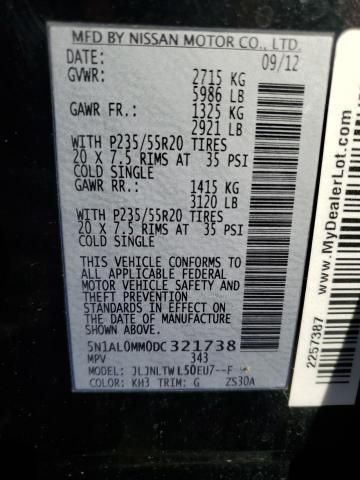 MFD BY NISSAN MOTOR CO., LTD.
DATE: 09/12
GVWR: 2715 KG
5986 LB
GAWR FR.: 1325 KG
2921 LB
WITH P235/55R20 TIRES
20 X 7.5 RIMS AT 35 PSI
COLD SINGLE
GAWR RR.: 1415 KG
3120 LB
WITH P235/55R20 TIRES
20 X 7.5 RIMS AT 35 PSI
COLD SINGLE
THIS VEHICLE CONFORMS TO
ALL APPLICABLE FEDERAL
MOTOR VEHICLE SAFETY
STANDARDS IN EFFECT ON
THE DATE OF MANUFACTURE
SHOWN ABOVE.
5N1AL0MM0DC 321738
MPV 343
MODEL: JLJNLTWL50EU7--F
COLOR: KH3 TRIM: G ZS30A
www.MyDealerLot.com
2257387